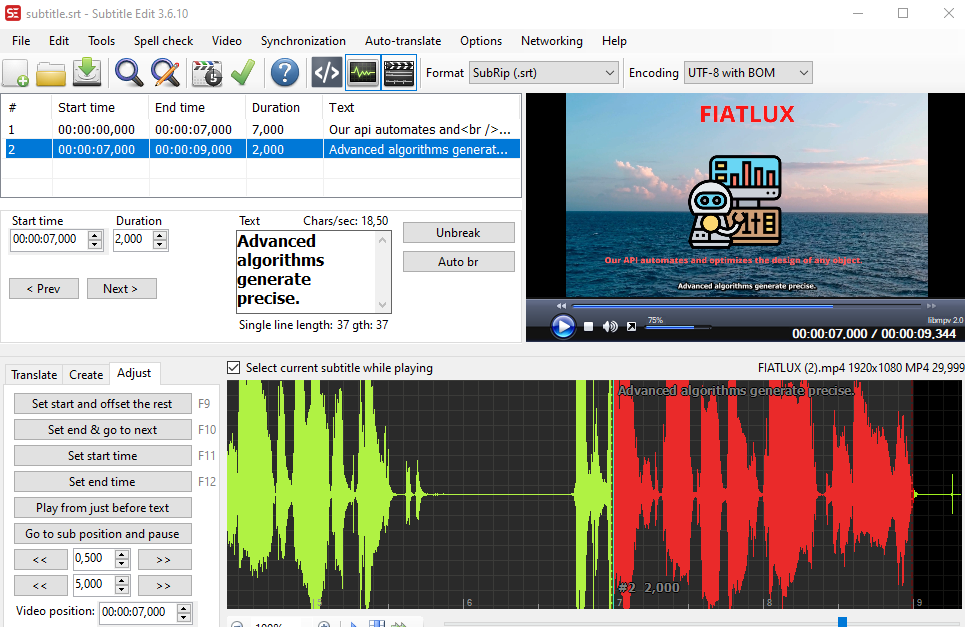 subtitle.srt - Subtitle Edit 3.6.10
File Edit Tools Spell check Video Synchronization Auto-translate Options Networking Help
Format SubRip (.srt) Encoding UTF-8 with BOM
# Start time End time Duration Text
1 00:00:00,000 00:00:07,000 7,000 Our api automates and<br />...
2 00:00:07,000 00:00:09,000 2,000 Advanced algorithms generat...
FIATLUX
Our API automates and optimizes the design of any object
Advanced algorithms generate precise.
75%
libmpv 2.0
00:00:07,000 / 00:00:09,344
Start time Duration Text Chars/sec: 18,50
00:00:07,000 2,000
Advanced
algorithms
generate
precise.
Unbreak
Auto br
< Prev Next >
Single line length: 37 gth: 37
Translate Create Adjust
Set start and offset the rest F9
Set end & go to next F10
Set start time F11
Set end time F12
Play from just before text
Go to sub position and pause
<< 0,500 >>
<< 5,000 >>
Video position: 00:00:07,000
Select current subtitle while playing FIATLUX (2).mp4 1920x1080 MP4 29,999
Advanced algorithms generate precise.
#2 2,000
5 6 7 8 9
100%